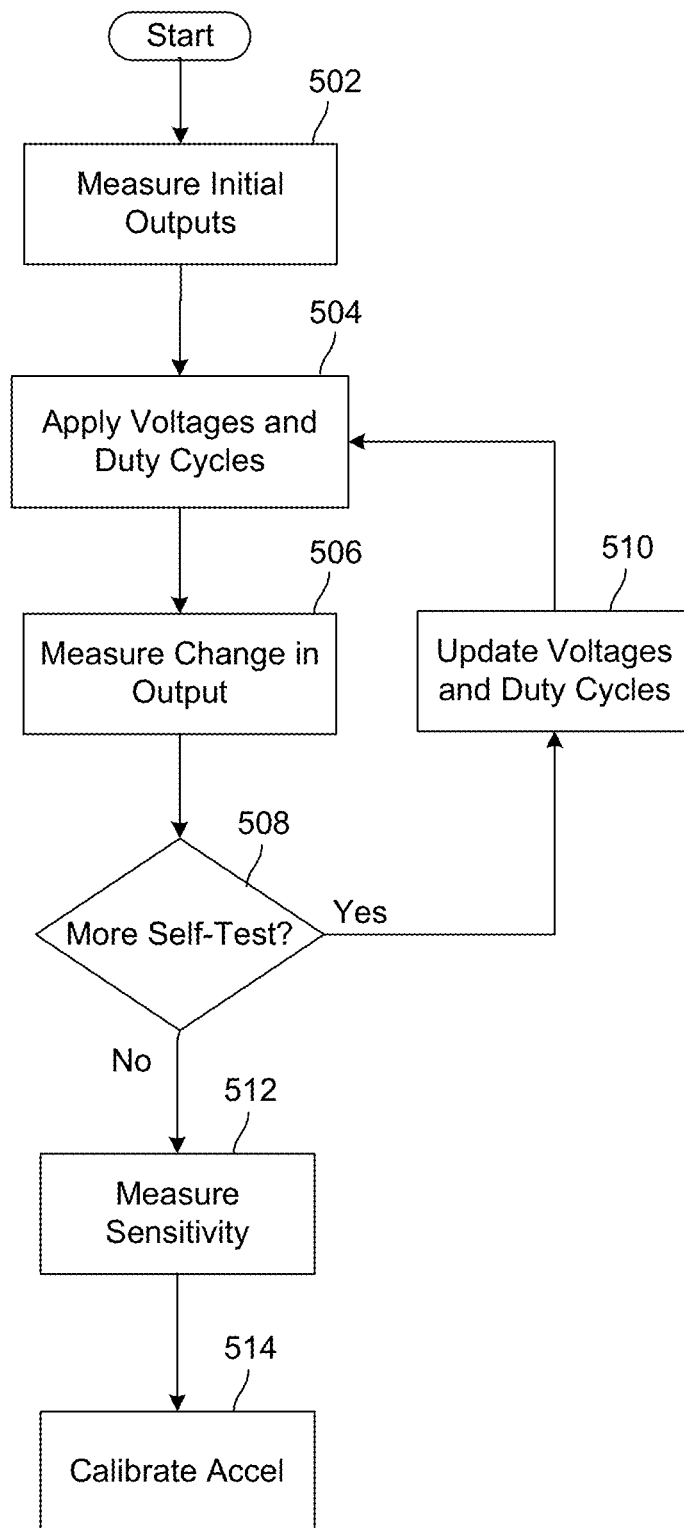 Start
502
Measure Initial
Outputs
504
Apply Voltages and
Duty Cycles
506
Measure Change in
Output
510
Update Voltages
and Duty Cycles
508
More Self-Test?
Yes
No
512
Measure
Sensitivity
514
Calibrate Accel